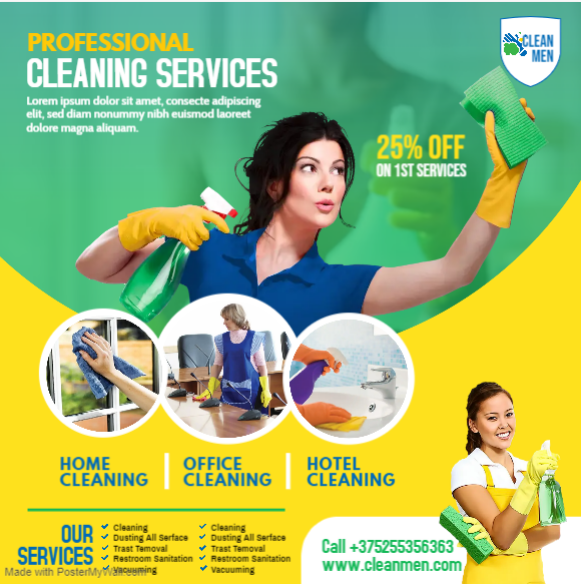 PROFESSIONAL
CLEANING SERVICES
Lorem ipsum dolor sit amet, consecte adipiscing
elit, sed diam nonummy nibh euismod laoreet
dolore magna aliquam.
CLEAN
MEN
25% OFF
ON 1ST SERVICES
HOME
CLEANING
OFFICE
CLEANING
HOTEL
CLEANING
OUR
SERVICES
Cleaning
Dusting All Serface
Trast Temoval
Restroom Sanitation
Vacuuming
Cleaning
Dusting All Serface
Trast Temoval
Restroom Sanitation
Vacuuming
Call +375255356363
www.cleanmen.com
Made with PosterMyWall.com